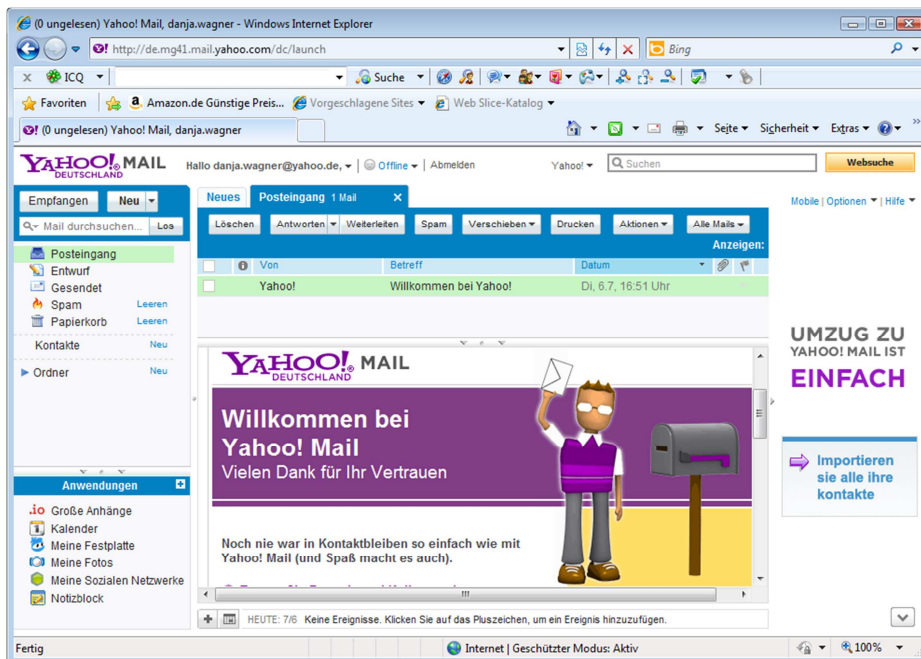 (0 ungelesen) Yahoo! Mail, danja.wagner - Windows Internet Explorer
http://de.mg41.mail.yahoo.com/dc/launch
Bing
x ICQ
Suche
Favoriten
Amazon.de Günstige Preis...
Vorgeschlagene Sites
Web Slice-Katalog
(0 ungelesen) Yahoo! Mail, danja.wagner
Seite
Sicherheit
Extras
YAHOO! MAIL
DEUTSCHLAND
Hallo danja.wagner@yahoo.de,
Offline
Abmelden
Yahoo!
Suchen
Websuche
Empfangen
Neu
Mail durchsuchen...
Los
Posteingang
Entwurf
Gesendet
Spam
Leeren
Papierkorb
Leeren
Kontakte
Neu
Ordner
Neu
Neues
Posteingang 1 Mail
Mobile | Optionen | Hilfe
Löschen
Antworten
Weiterleiten
Spam
Verschieben
Drucken
Aktionen
Alle Mails
Anzeigen:
Von
Betreff
Datum
Yahoo!
Willkommen bei Yahoo!
Di, 6.7, 16:51 Uhr
YAHOO! MAIL
DEUTSCHLAND
Willkommen bei
Yahoo! Mail
Vielen Dank für Ihr Vertrauen
Noch nie war in Kontaktbleiben so einfach wie mit
Yahoo! Mail (und Spaß macht es auch).
UMZUG ZU
YAHOO! MAIL IST
EINFACH
Importieren
sie alle ihre
kontakte
Anwendungen
.io Große Anhänge
Kalender
Meine Festplatte
Meine Fotos
Meine Sozialen Netzwerke
Notizblock
HEUTE: 7/6 Keine Ereignisse. Klicken Sie auf das Pluszeichen, um ein Ereignis hinzuzufügen.
Fertig
Internet | Geschützter Modus: Aktiv
100%